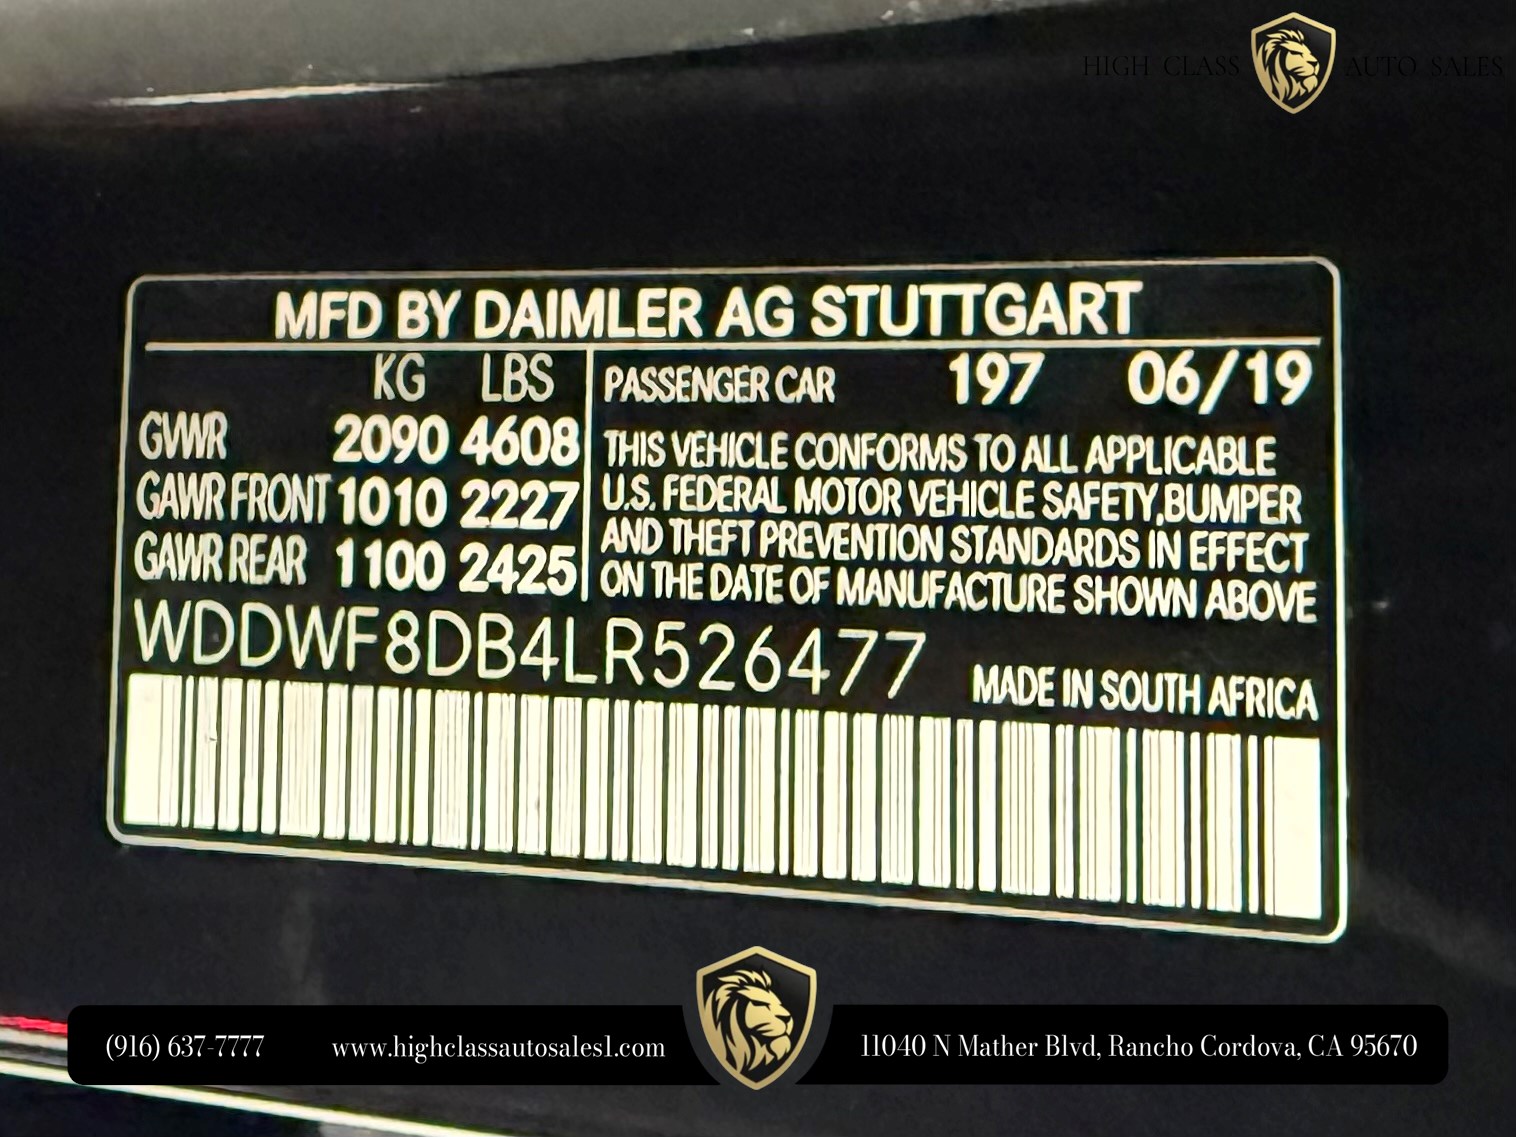 HIGH CLASS AUTO SALES
MFD BY DAIMLER AG STUTTGART
KG LBS
GVWR 2090 4608
GAWR FRONT 1010 2227
GAWR REAR 1100 2425
PASSENGER CAR 197 06/19
THIS VEHICLE CONFORMS TO ALL APPLICABLE
U.S. FEDERAL MOTOR VEHICLE SAFETY,BUMPER
AND THEFT PREVENTION STANDARDS IN EFFECT
ON THE DATE OF MANUFACTURE SHOWN ABOVE
WDDWF8DB4LR526477
MADE IN SOUTH AFRICA
(916) 637-7777 www.highclassautosales1.com 11040 N Mather Blvd, Rancho Cordova, CA 95670